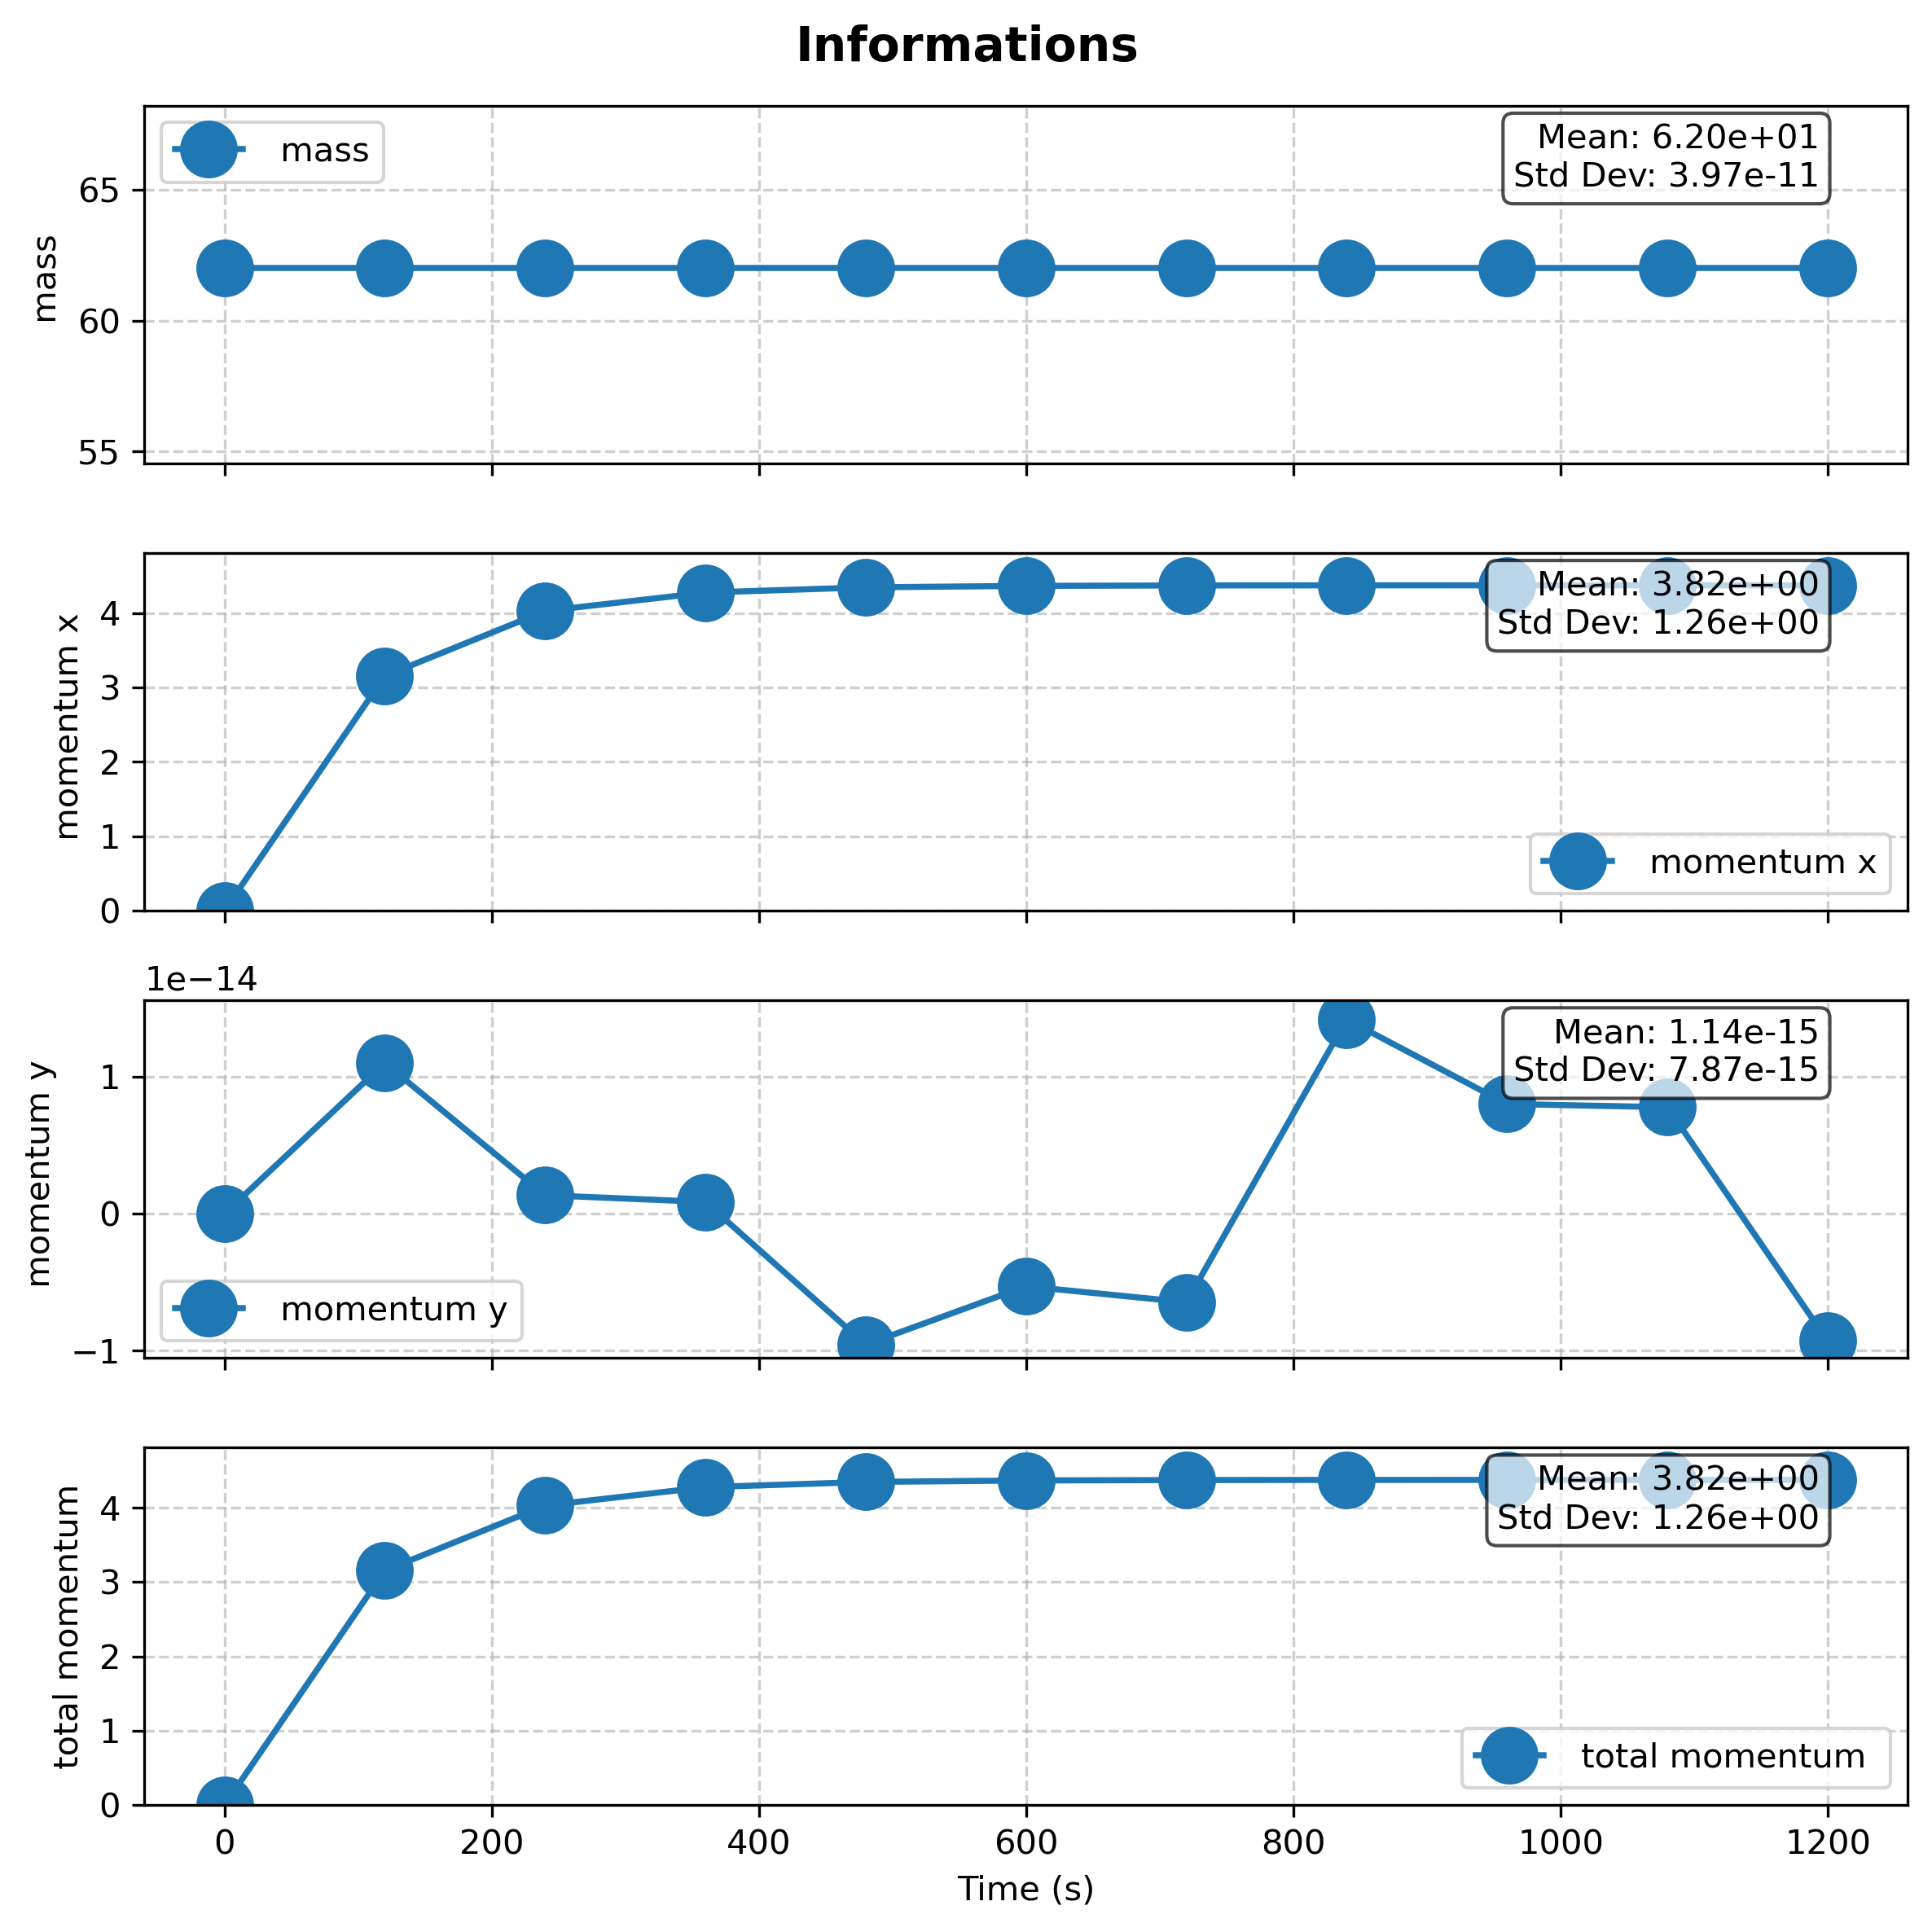 Informations
mass
Mean: 6.20e+01
Std Dev: 3.97e-11
mass
65
60
55
Mean: 3.82e+00
Std Dev: 1.26e+00
momentum x
4
3
2
1
0
momentum x
1e−14
Mean: 1.14e-15
Std Dev: 7.87e-15
momentum y
1
0
−1
momentum y
Mean: 3.82e+00
Std Dev: 1.26e+00
total momentum
4
3
2
1
0
total momentum
0 200 400 600 800 1000 1200
Time (s)